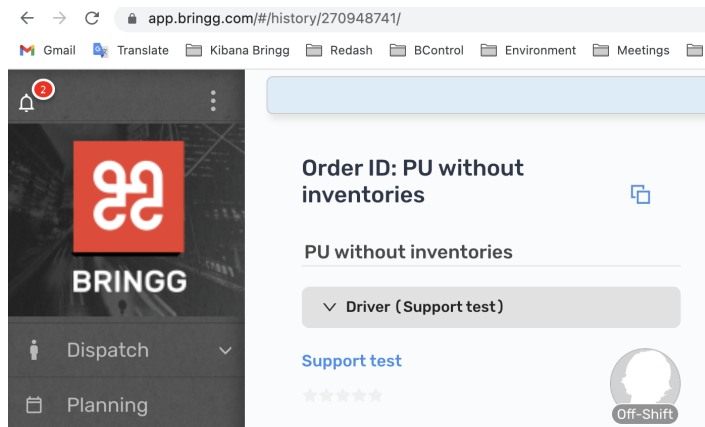 app.bringg.com/#/history/270948741/
Gmail Translate Kibana Bringg Redash BControl Environment Meetings
2
BRINGG
Dispatch
Planning
Order ID: PU without
inventories
PU without inventories
Driver (Support test)
Support test
Off-Shift